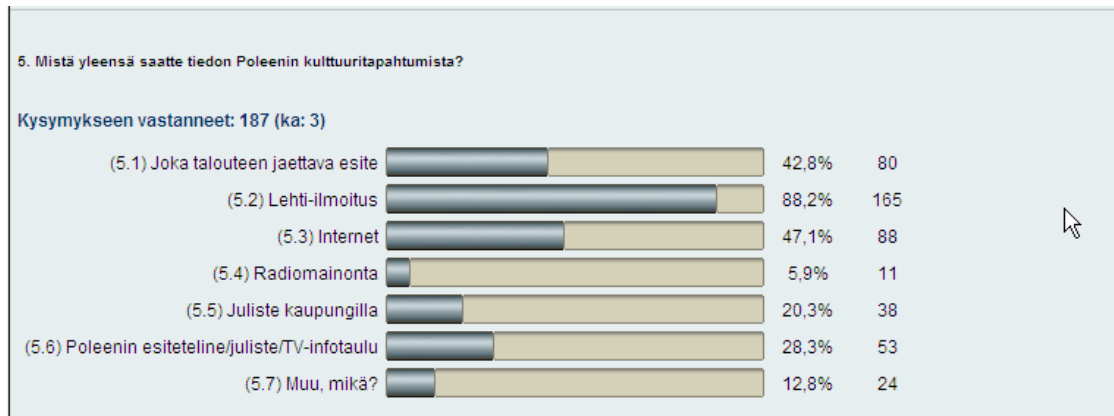 5. Mistä yleensä saatte tiedon Poleenin kulttuuritapahtumista?
Kysymykseen vastanneet: 187 (ka: 3)
(5.1) Joka talouteen jaettava esite 42,8% 80
(5.2) Lehti-ilmoitus 88,2% 165
(5.3) Internet 47,1% 88
(5.4) Radiomainonta 5,9% 11
(5.5) Juliste kaupungilla 20,3% 38
(5.6) Poleenin esiteteline/juliste/TV-infotaulu 28,3% 53
(5.7) Muu, mikä? 12,8% 24